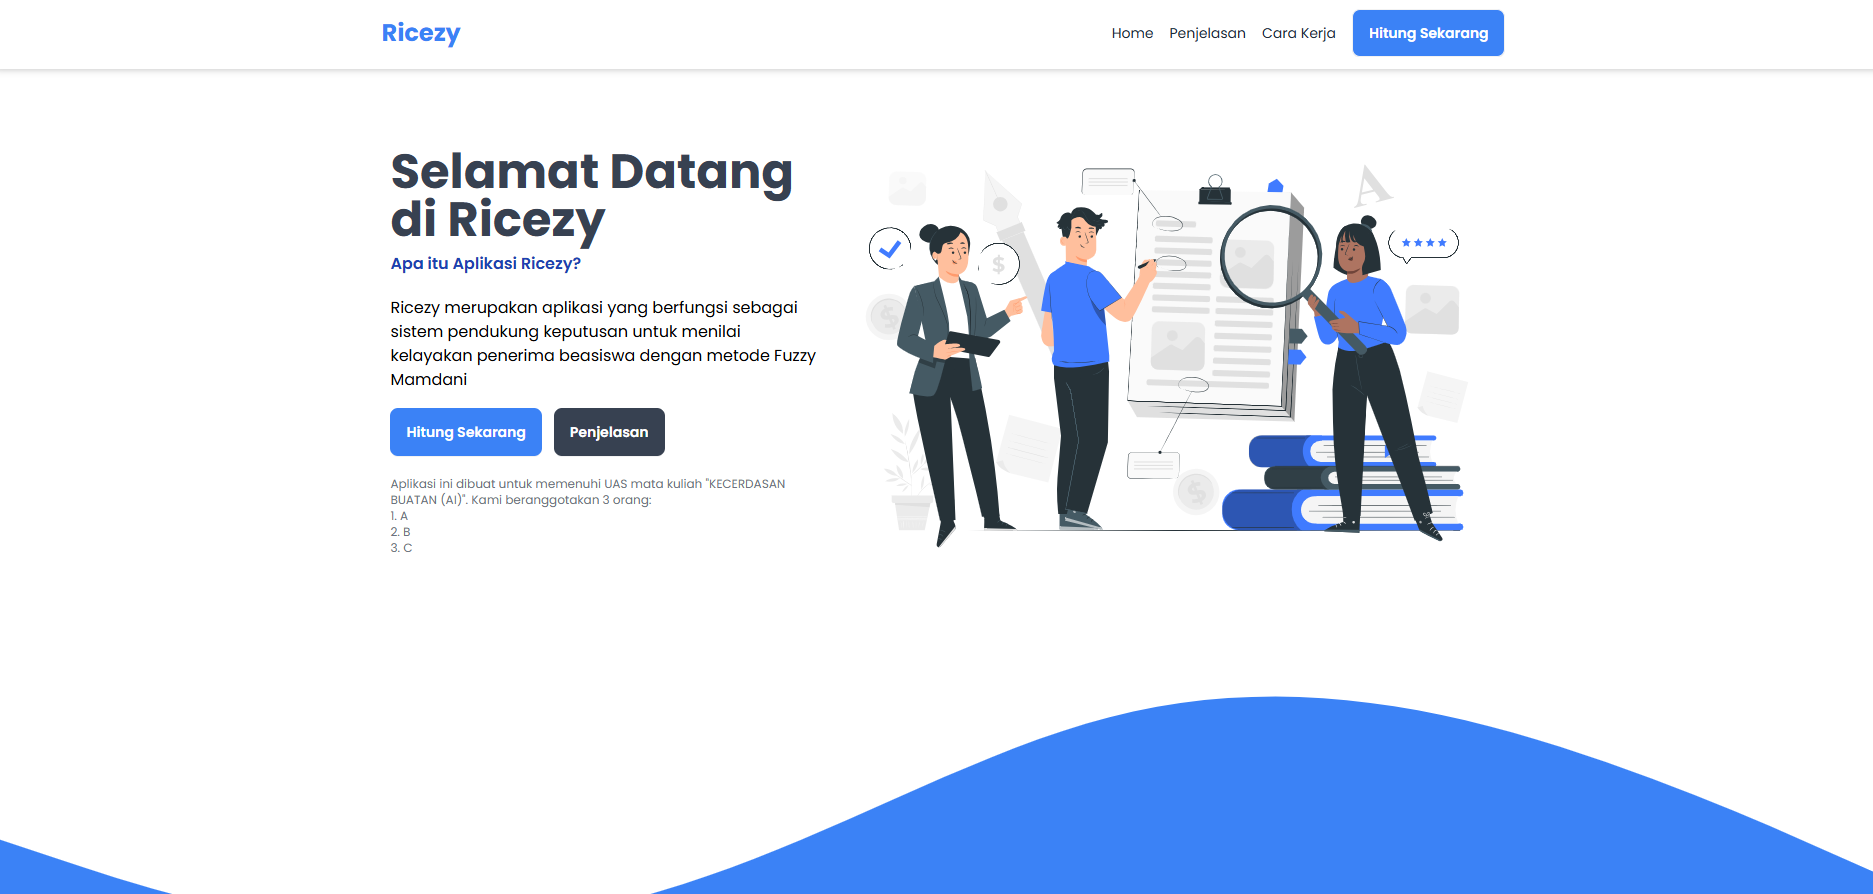 Ricezy
Home Penjelasan Cara Kerja Hitung Sekarang
Selamat Datang
di Ricezy
Apa itu Aplikasi Ricezy?
Ricezy merupakan aplikasi yang berfungsi sebagai
sistem pendukung keputusan untuk menilai
kelayakan penerima beasiswa dengan metode Fuzzy
Mamdani
Hitung Sekarang Penjelasan
Aplikasi ini dibuat untuk memenuhi UAS mata kuliah "KECERDASAN
BUATAN (AI)". Kami beranggotakan 3 orang:
1. A
2. B
3. C
$
A
$
$